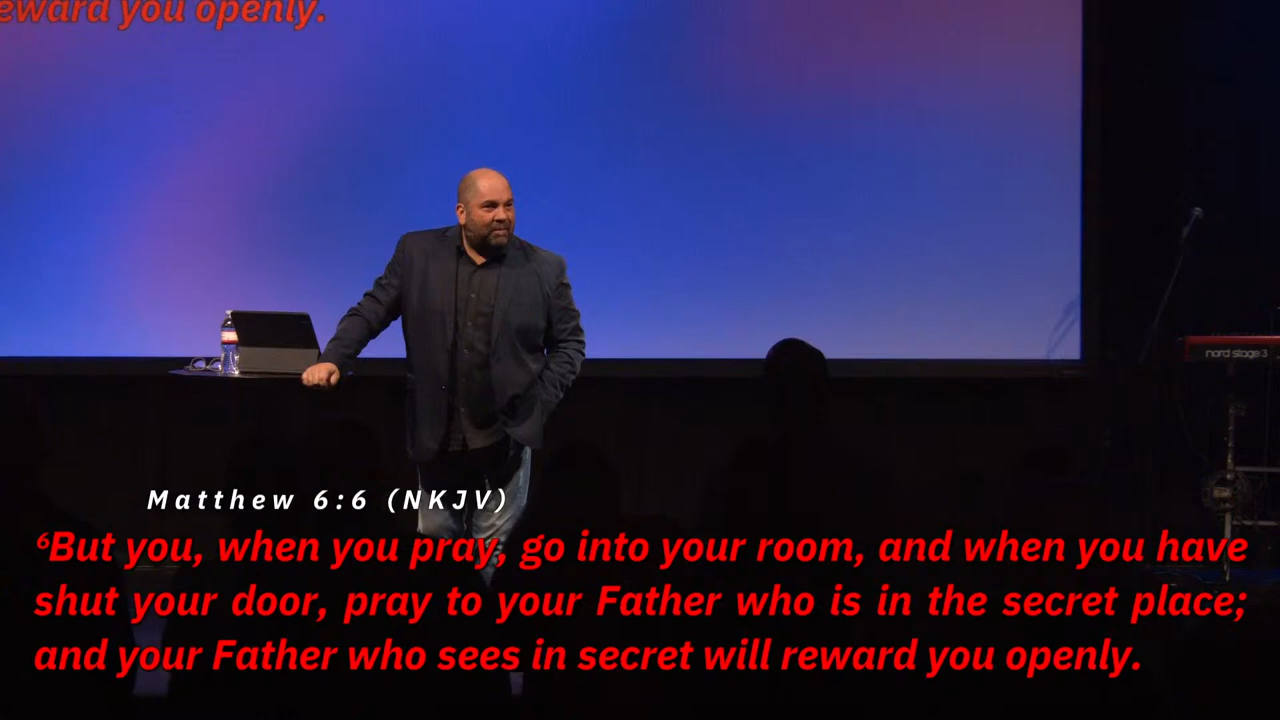 eward you openly.
nord stage 3
Matthew 6:6 (NKJV)
⁶But you, when you pray, go into your room, and when you have
shut your door, pray to your Father who is in the secret place;
and your Father who sees in secret will reward you openly.